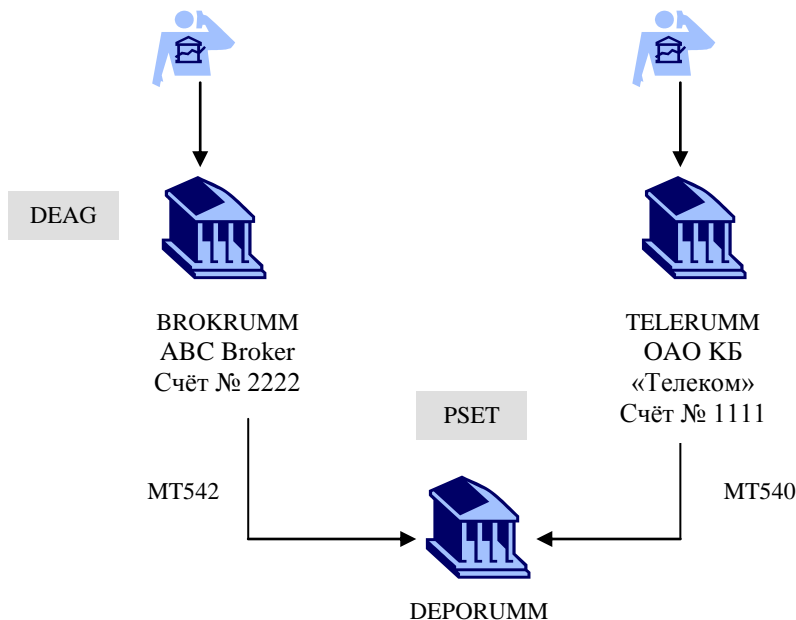 DEAG
BROKRUMM
ABC Broker
Счёт № 2222
TELERUMM
ОАО КБ
«Телеком»
Счёт № 1111
PSET
MT542
MT540
DEPORUMM